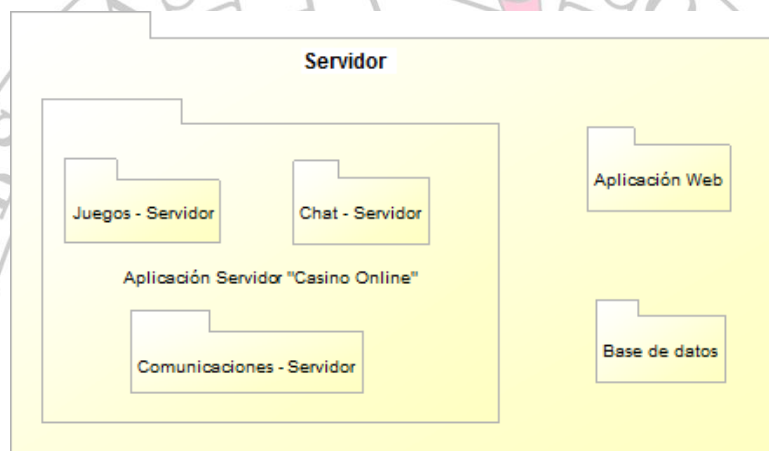 Servidor
Aplicación Web
Juegos - Servidor
Chat - Servidor
Aplicación Servidor "Casino Online"
Base de datos
Comunicaciones - Servidor